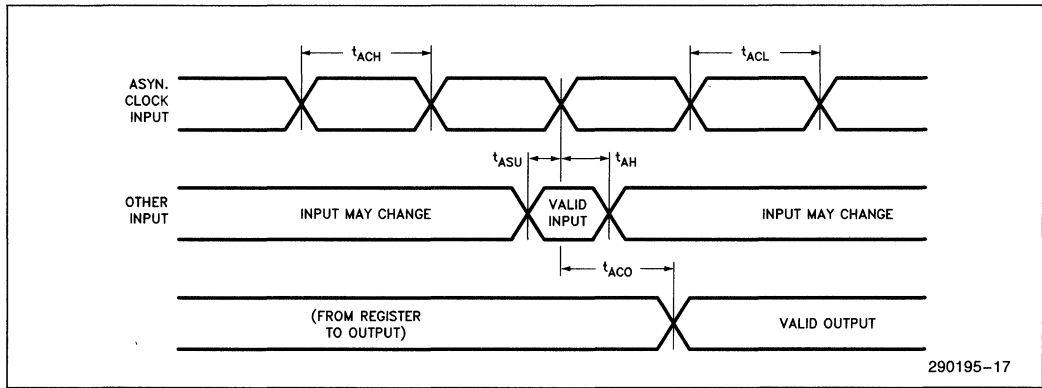 tACH
tACL
ASYN.
CLOCK
INPUT
tASU
tAH
OTHER
INPUT
INPUT MAY CHANGE
VALID
INPUT
INPUT MAY CHANGE
tACO
(FROM REGISTER
TO OUTPUT)
VALID OUTPUT
290195-17